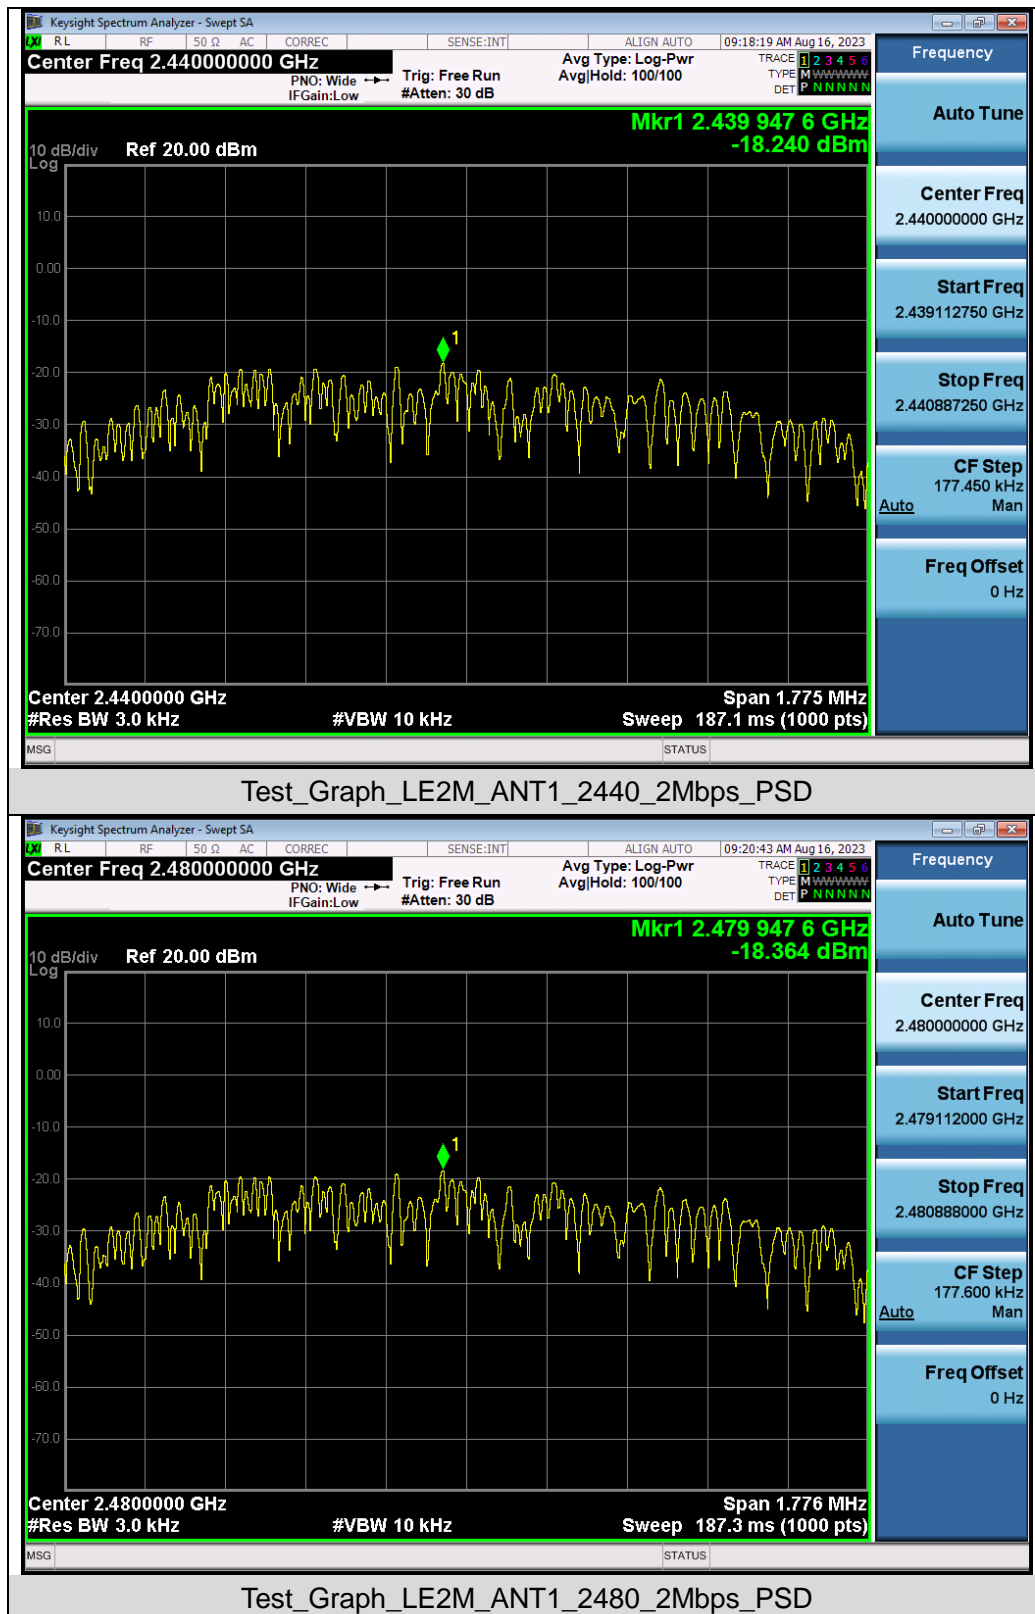 Keysight Spectrum Analyzer - Swept SA
LXI RL RF 50 Ω AC CORREC SENSE:INT ALIGN AUTO 09:18:19 AM Aug 16, 2023
Center Freq 2.440000000 GHz
PNO: Wide
IFGain:Low
Trig: Free Run
#Atten: 30 dB
Avg Type: Log-Pwr
Avg|Hold: 100/100
TRACE 1 2 3 4 5 6
TYPE M W W W W W
DET P N N N N N
Frequency
Mkr1 2.439 947 6 GHz
-18.240 dBm
10 dB/div Ref 20.00 dBm
Log
10.0
0.00
-10.0
-20.0
-30.0
-40.0
-50.0
-60.0
-70.0
1
Center 2.4400000 GHz
Span 1.775 MHz
#Res BW 3.0 kHz #VBW 10 kHz Sweep 187.1 ms (1000 pts)
Auto Tune
Center Freq
2.440000000 GHz
Start Freq
2.439112750 GHz
Stop Freq
2.440887250 GHz
CF Step
177.450 kHz
Auto Man
Freq Offset
0 Hz
MSG STATUS
Test_Graph_LE2M_ANT1_2440_2Mbps_PSD
Keysight Spectrum Analyzer - Swept SA
LXI RL RF 50 Ω AC CORREC SENSE:INT ALIGN AUTO 09:20:43 AM Aug 16, 2023
Center Freq 2.480000000 GHz
PNO: Wide
IFGain:Low
Trig: Free Run
#Atten: 30 dB
Avg Type: Log-Pwr
Avg|Hold: 100/100
TRACE 1 2 3 4 5 6
TYPE M W W W W W
DET P N N N N N
Frequency
Mkr1 2.479 947 6 GHz
-18.364 dBm
10 dB/div Ref 20.00 dBm
Log
10.0
0.00
-10.0
-20.0
-30.0
-40.0
-50.0
-60.0
-70.0
1
Center 2.4800000 GHz
Span 1.776 MHz
#Res BW 3.0 kHz #VBW 10 kHz Sweep 187.3 ms (1000 pts)
Auto Tune
Center Freq
2.480000000 GHz
Start Freq
2.479112000 GHz
Stop Freq
2.480888000 GHz
CF Step
177.600 kHz
Auto Man
Freq Offset
0 Hz
MSG STATUS
Test_Graph_LE2M_ANT1_2480_2Mbps_PSD